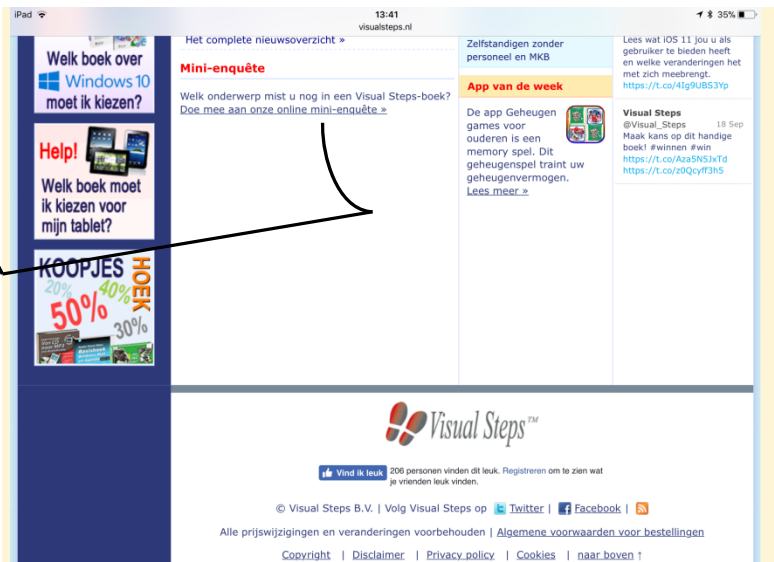 iPad
13:41
35%
visualsteps.nl
Welk boek over
Windows 10
moet ik kiezen?
Help!
Welk boek moet
ik kiezen voor
mijn tablet?
KOOPJES
HOEK
20%
40%
50%
30%
Het complete nieuwsoverzicht »
Mini-enquête
Welk onderwerp mist u nog in een Visual Steps-boek?
Doe mee aan onze online mini-enquête »
Zelfstandigen zonder
personeel en MKB
App van de week
De app Geheugen
games voor
ouderen is een
memory spel. Dit
geheugenspel traint uw
geheugenvermogen.
Lees meer »
Lees wat iOS 11 jou u als
gebruiker te bieden heeft
en welke veranderingen het
met zich meebrengt.
https://t.co/4Ig9UBS3Yp
Visual Steps
@Visual_Steps 18 Sep
Maak kans op dit handige
boek! #winnen #win
https://t.co/Aza5N5JxTd
https://t.co/z0Qcyff3hS
Visual Steps™
Vind ik leuk
206 personen vinden dit leuk. Registreren om te zien wat
je vrienden leuk vinden.
© Visual Steps B.V. | Volg Visual Steps op Twitter | Facebook |
Alle prijswijzigingen en veranderingen voorbehouden | Algemene voorwaarden voor bestellingen
Copyright | Disclaimer | Privacy policy | Cookies | naar boven ↑